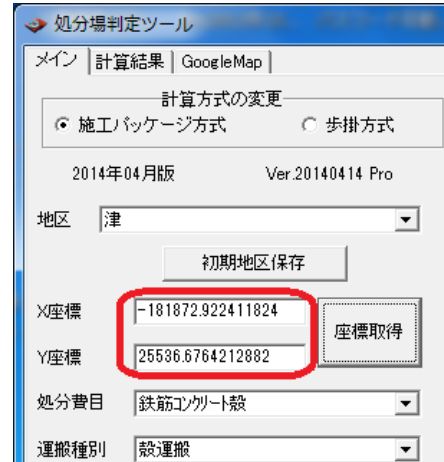 処分場判定ツール
メイン 計算結果 GoogleMap
計算方式の変更
施工パッケージ方式 歩掛方式
2014年04月版 Ver.20140414 Pro
地区 津
初期地区保存
X座標 -181872.922411824
座標取得
Y座標 25536.6764212882
処分費目 鉄筋コンクリート殻
運搬種別 殻運搬